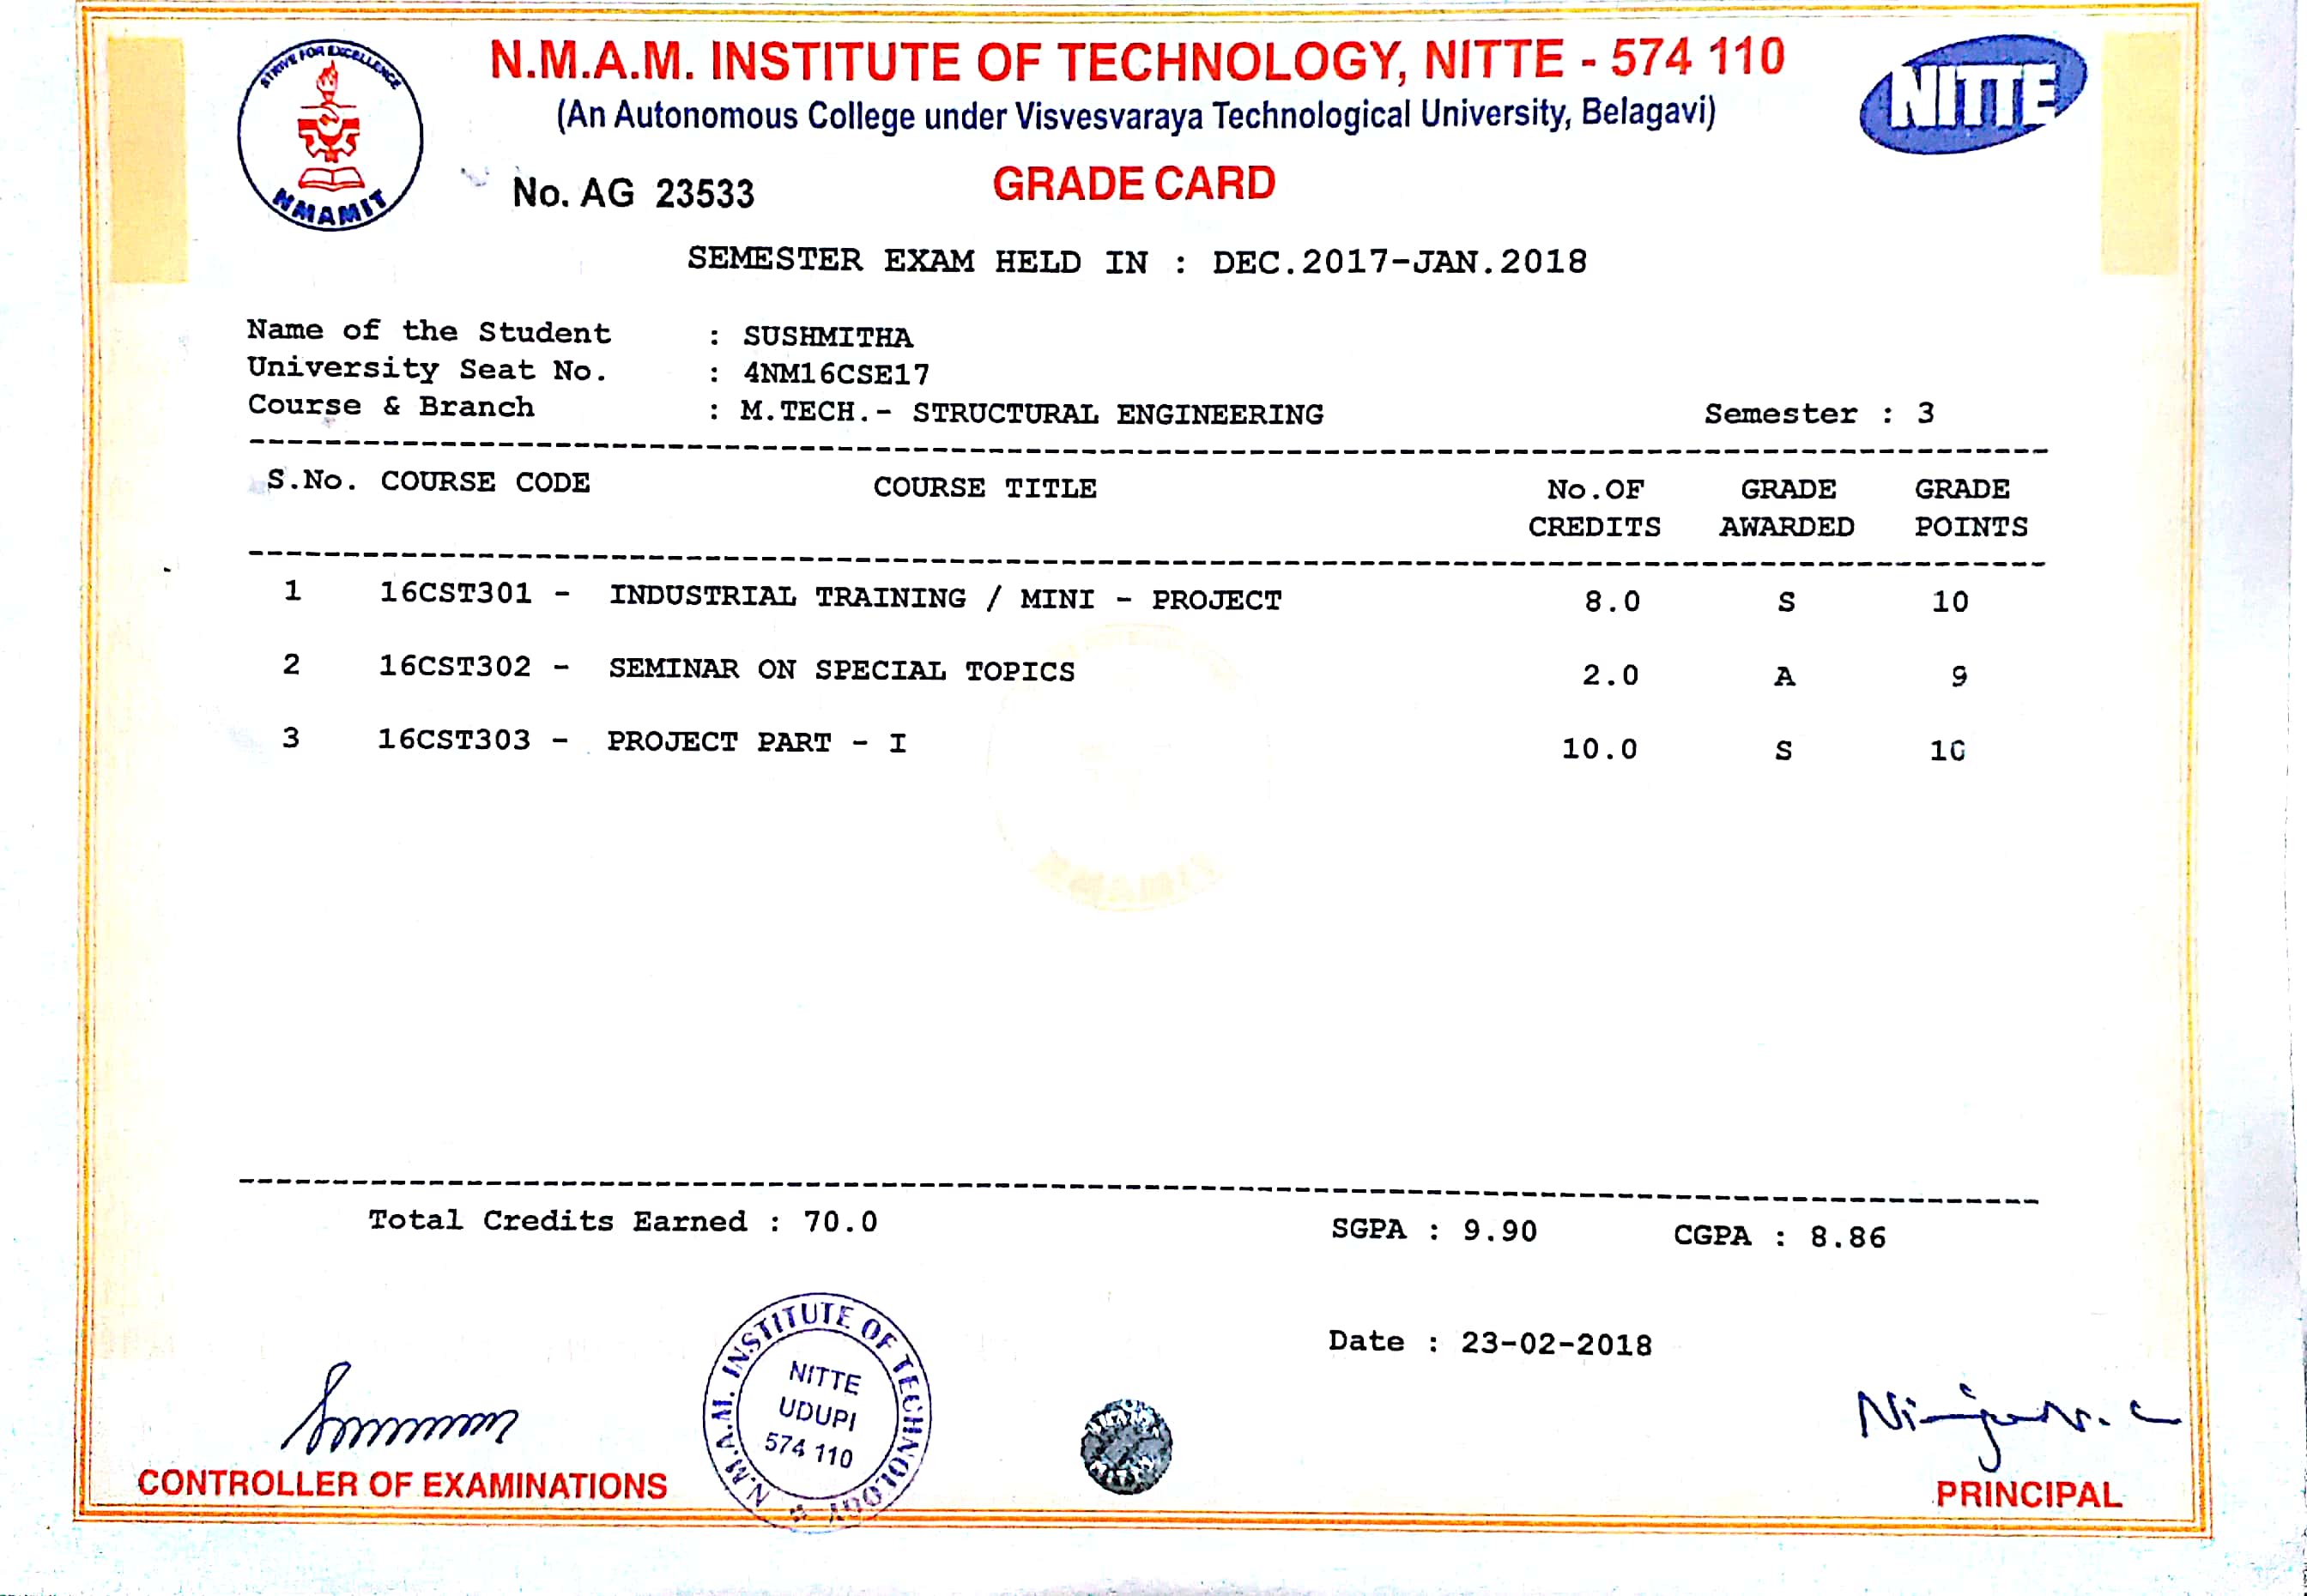 STRIVE FOR EXCELLENCE
NMAMIT
N.M.A.M. INSTITUTE OF TECHNOLOGY, NITTE - 574 110
(An Autonomous College under Visvesvaraya Technological University, Belagavi)
NITTE
No. AG 23533
GRADE CARD
SEMESTER EXAM HELD IN : DEC.2017-JAN.2018
Name of the Student : SUSHMITHA
University Seat No. : 4NM16CSE17
Course & Branch : M.TECH.- STRUCTURAL ENGINEERING Semester : 3
S.No. COURSE CODE COURSE TITLE No.OF GRADE GRADE
CREDITS AWARDED POINTS
1 16CST301 - INDUSTRIAL TRAINING / MINI - PROJECT 8.0 S 10
2 16CST302 - SEMINAR ON SPECIAL TOPICS 2.0 A 9
3 16CST303 - PROJECT PART - I 10.0 S 10
Total Credits Earned : 70.0 SGPA : 9.90 CGPA : 8.86
Date : 23-02-2018
N.M.A.M. INSTITUTE OF TECHNOLOGY
NITTE
UDUPI
574 110
CONTROLLER OF EXAMINATIONS
PRINCIPAL